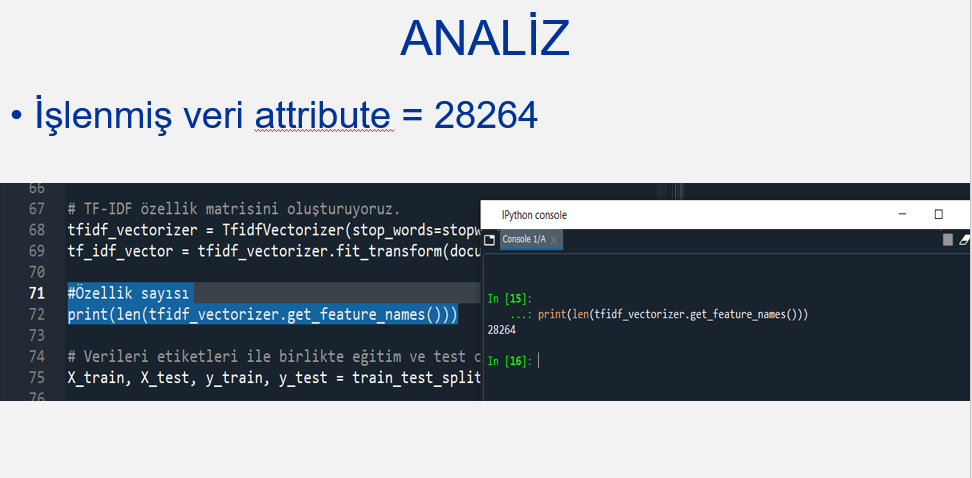 ANALİZ
• İşlenmiş veri attribute = 28264
66
67 # TF-IDF özellik matrisini oluşturuyoruz.
68 tfidf_vectorizer = TfidfVectorizer(stop_words=stopw
69 tf_idf_vector = tfidf_vectorizer.fit_transform(docu
70
71 #Özellik sayısı
72 print(len(tfidf_vectorizer.get_feature_names()))
73
74 # Verileri etiketleri ile birlikte eğitim ve test c
75 X_train, X_test, y_train, y_test = train_test_split
76
IPython console
Console 1/A
In [15]:
...: print(len(tfidf_vectorizer.get_feature_names()))
28264
In [16]: